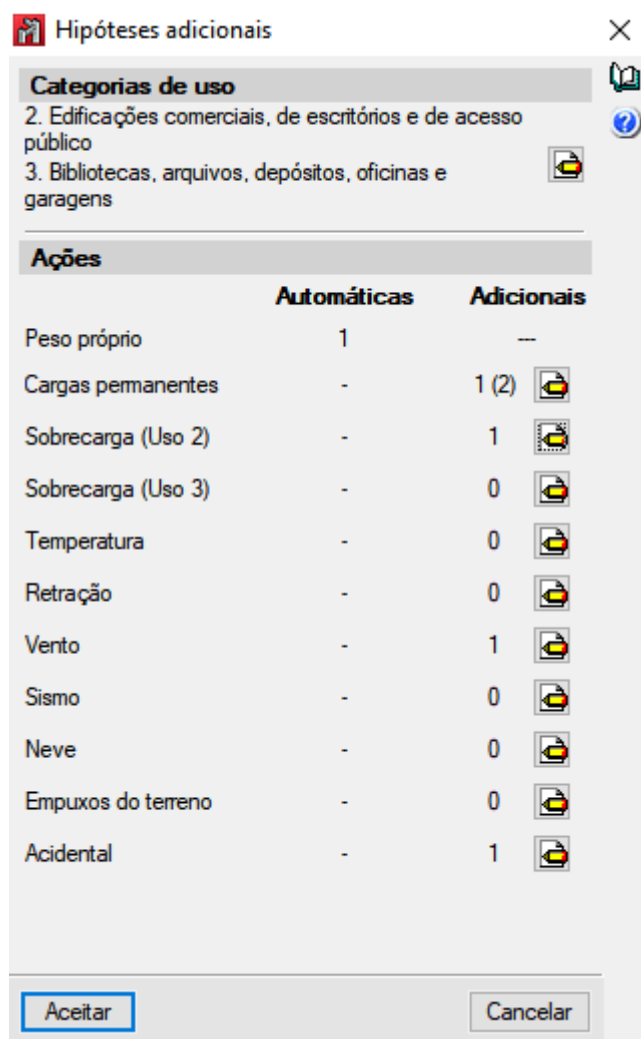 Hipóteses adicionais
Categorias de uso
2. Edificações comerciais, de escritórios e de acesso
público
3. Bibliotecas, arquivos, depósitos, oficinas e
garagens
Ações
Automáticas Adicionais
Peso próprio 1 ---
Cargas permanentes - 1 (2)
Sobrecarga (Uso 2) - 1
Sobrecarga (Uso 3) - 0
Temperatura - 0
Retração - 0
Vento - 1
Sismo - 0
Neve - 0
Empuxos do terreno - 0
Acidental - 1
Aceitar Cancelar